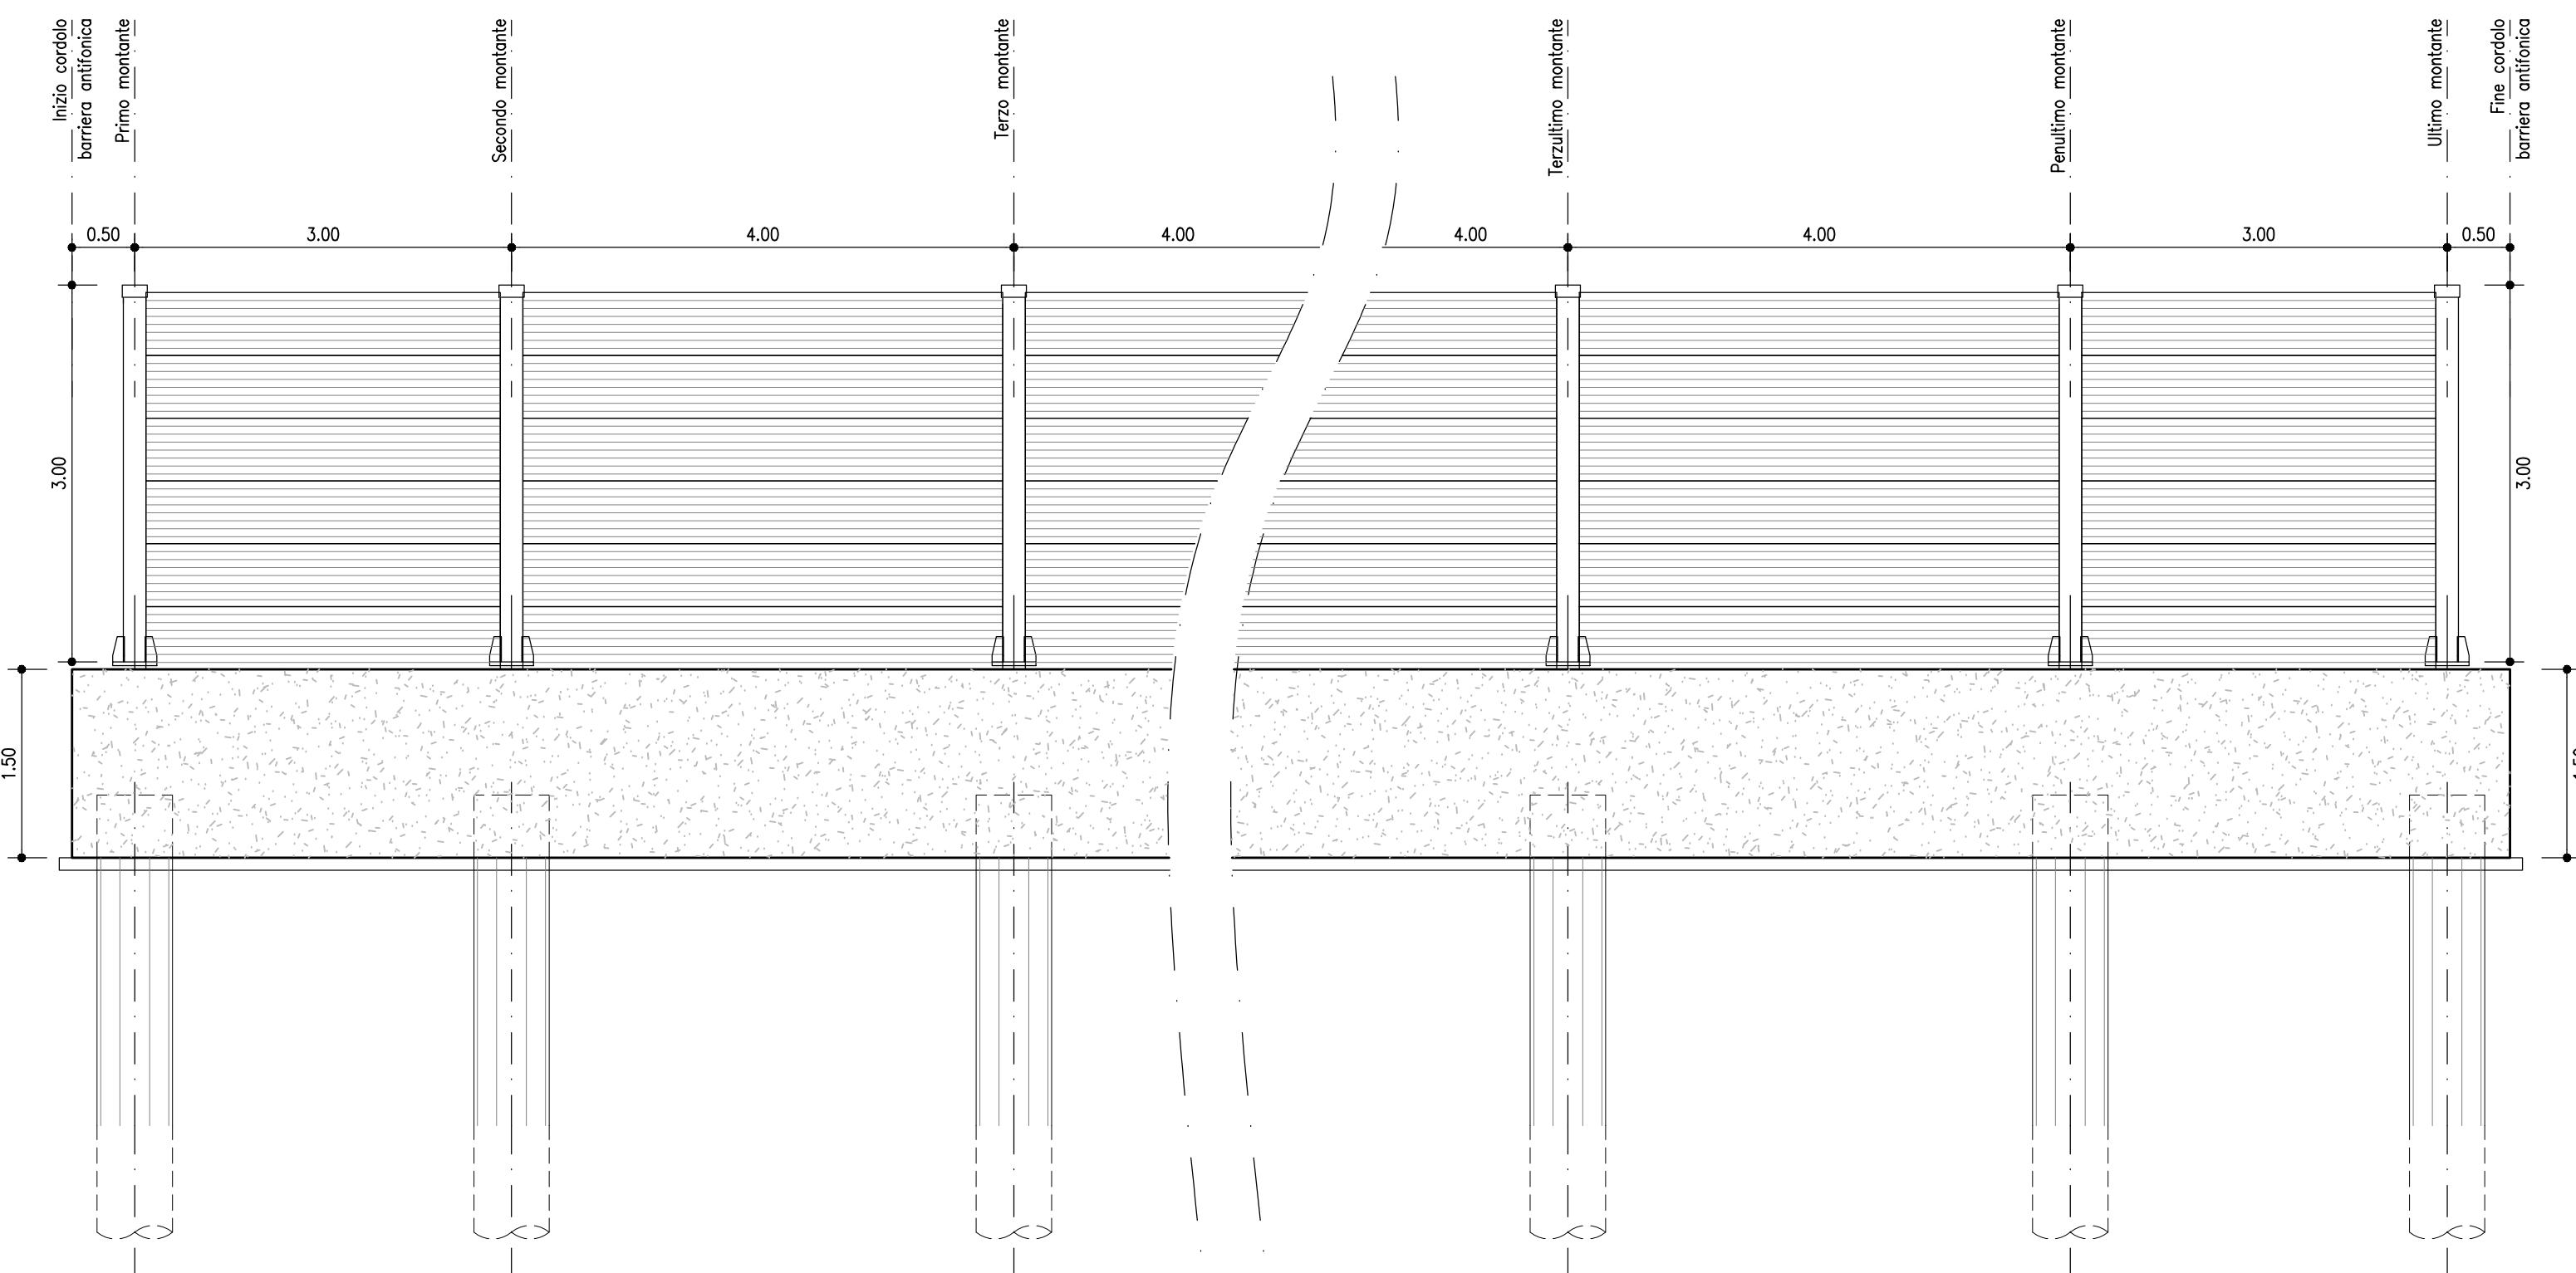 Inizio cordolo
barriera antifonica
Primo montante
Secondo montante
Terzo montante
Terzultimo montante
Penultimo montante
Ultimo montante
Fine cordolo
barriera antifonica
0.50
3.00
4.00
4.00
4.00
4.00
3.00
0.50
3.00
3.00
1.50